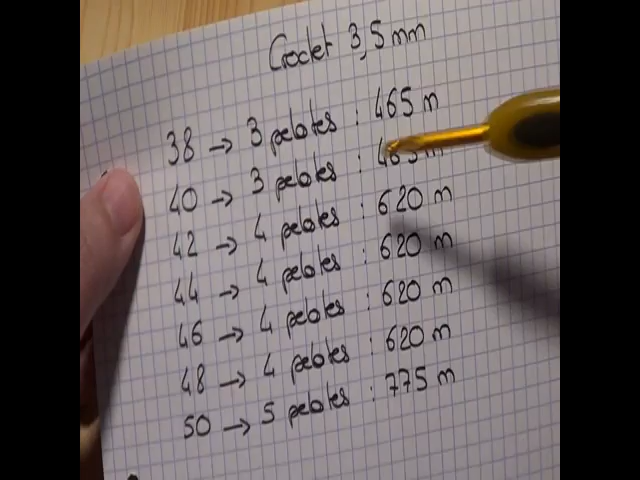 Crochet 3,5 mm
38 → 3 pelotes : 465 m
40 → 3 pelotes : 465 m
42 → 4 pelotes : 620 m
44 → 4 pelotes : 620 m
46 → 4 pelotes : 620 m
48 → 4 pelotes : 620 m
50 → 5 pelotes : 775 m